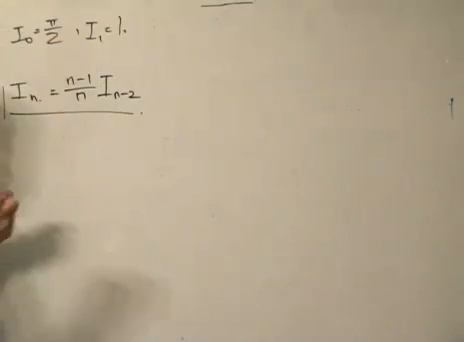 I₀ = π/2 , I₁ = 1.
Iₙ. = n-1/n Iₙ₋₂ .